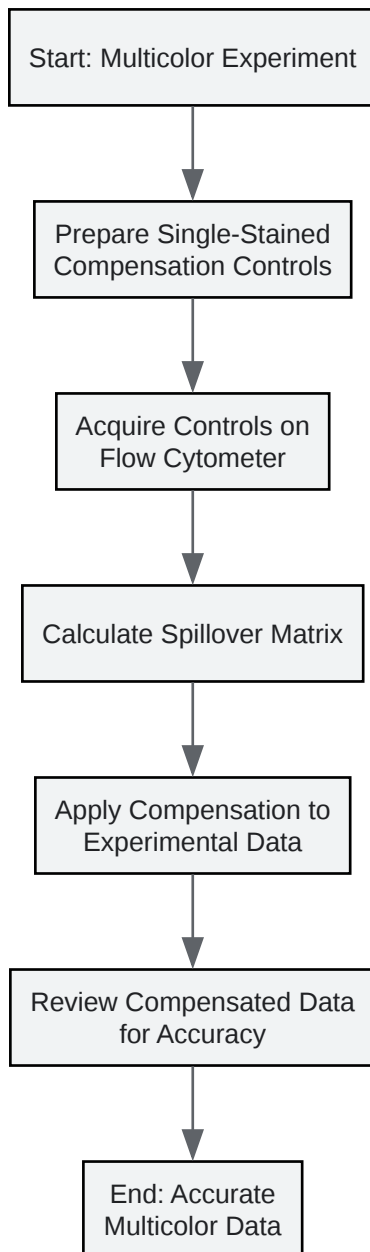 Start: Multicolor Experiment
Prepare Single-Stained
Compensation Controls
Acquire Controls on
Flow Cytometer
Calculate Spillover Matrix
Apply Compensation to
Experimental Data
Review Compensated Data
for Accuracy
End: Accurate
Multicolor Data